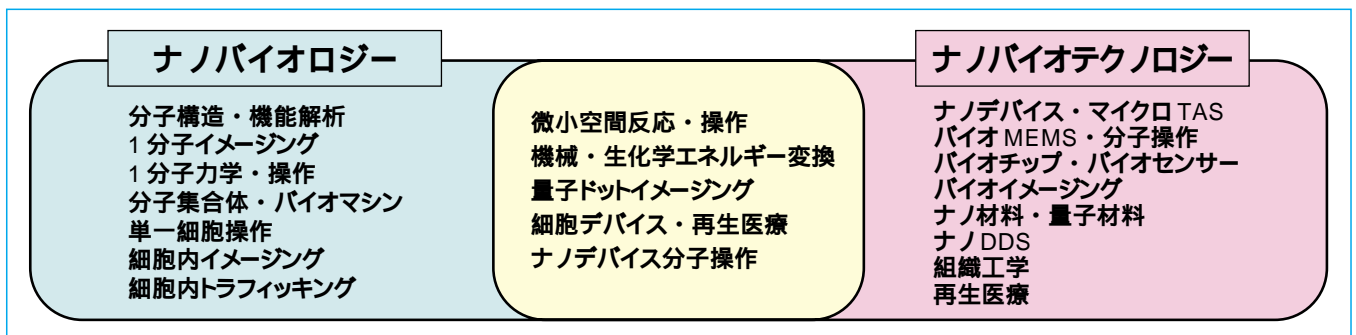 ナノバイオロジー
分子構造・機能解析
1分子イメージング
1分子力学・操作
分子集合体・バイオマシン
単一細胞操作
細胞内イメージング
細胞内トラフィッキング
微小空間反応・操作
機械・生化学エネルギー変換
量子ドットイメージング
細胞デバイス・再生医療
ナノデバイス分子操作
ナノバイオテクノロジー
ナノデバイス・マイクロTAS
バイオMEMS・分子操作
バイオチップ・バイオセンサー
バイオイメージング
ナノ材料・量子材料
ナノDDS
組織工学
再生医療